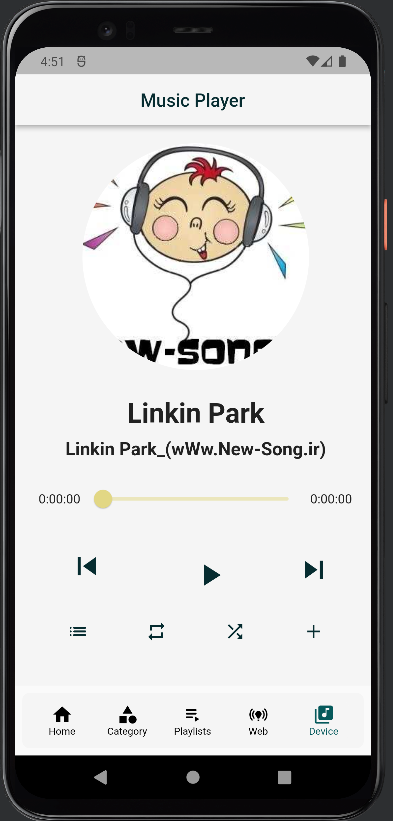 4:51
Music Player
W-SONG
Linkin Park
Linkin Park_(wWw.New-Song.ir)
0:00:00 0:00:00
Home Category Playlists Web Device